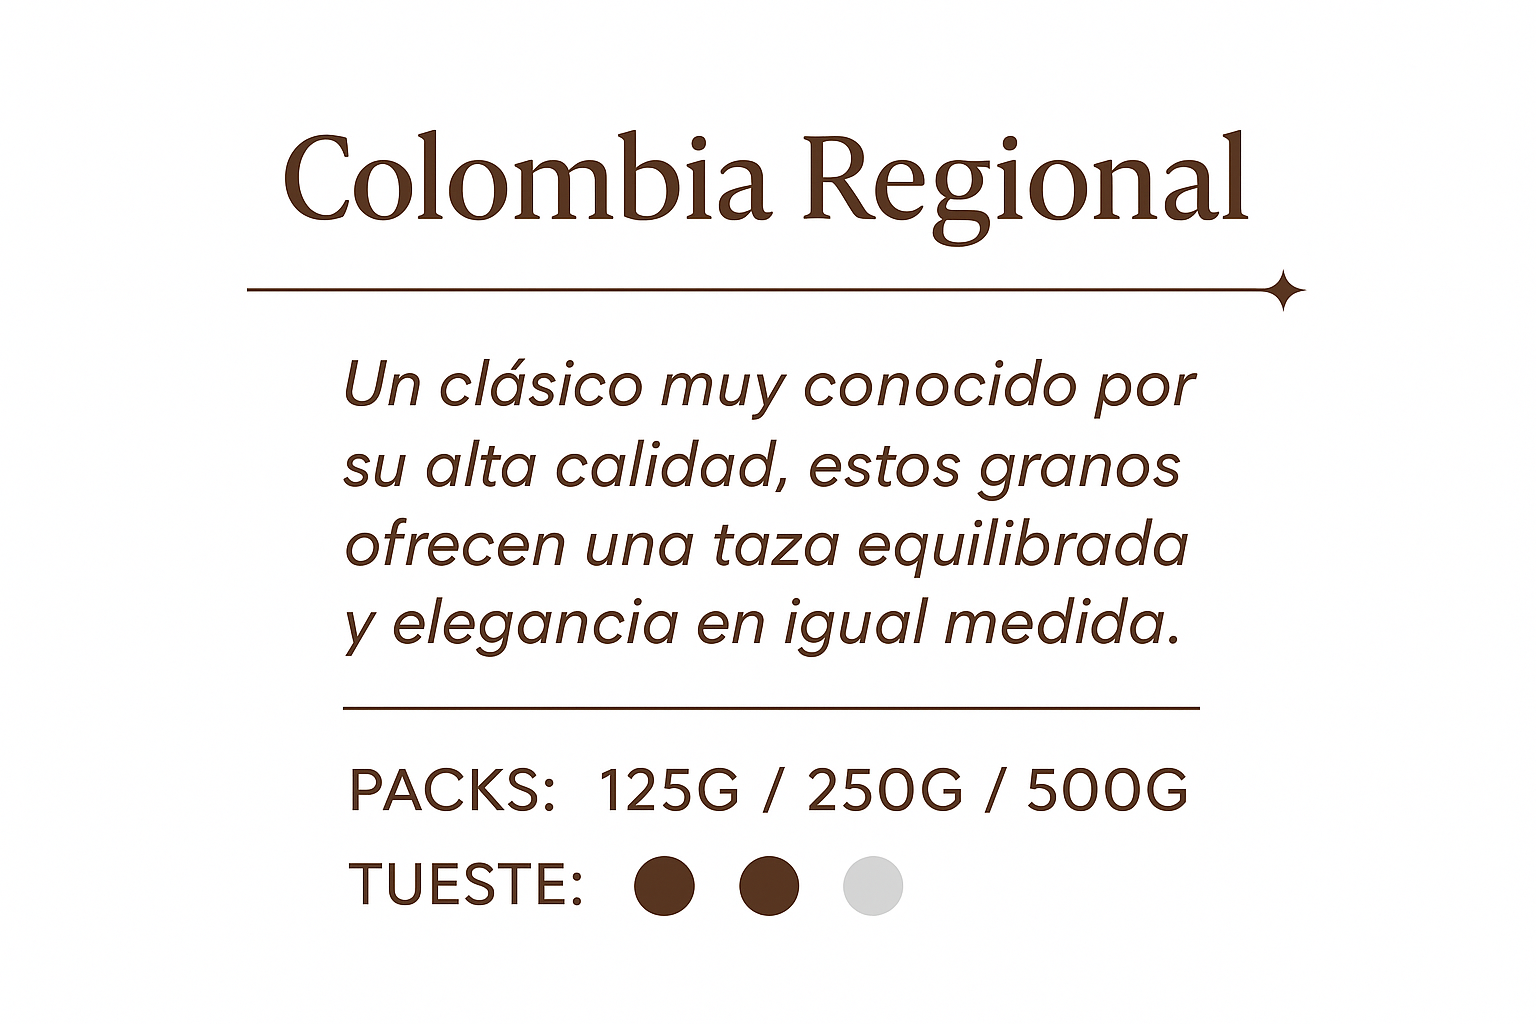 Colombia Regional
Un clásico muy conocido por
su alta calidad, estos granos
ofrecen una taza equilibrada
y elegancia en igual medida.
PACKS: 125G / 250G / 500G
TUESTE: